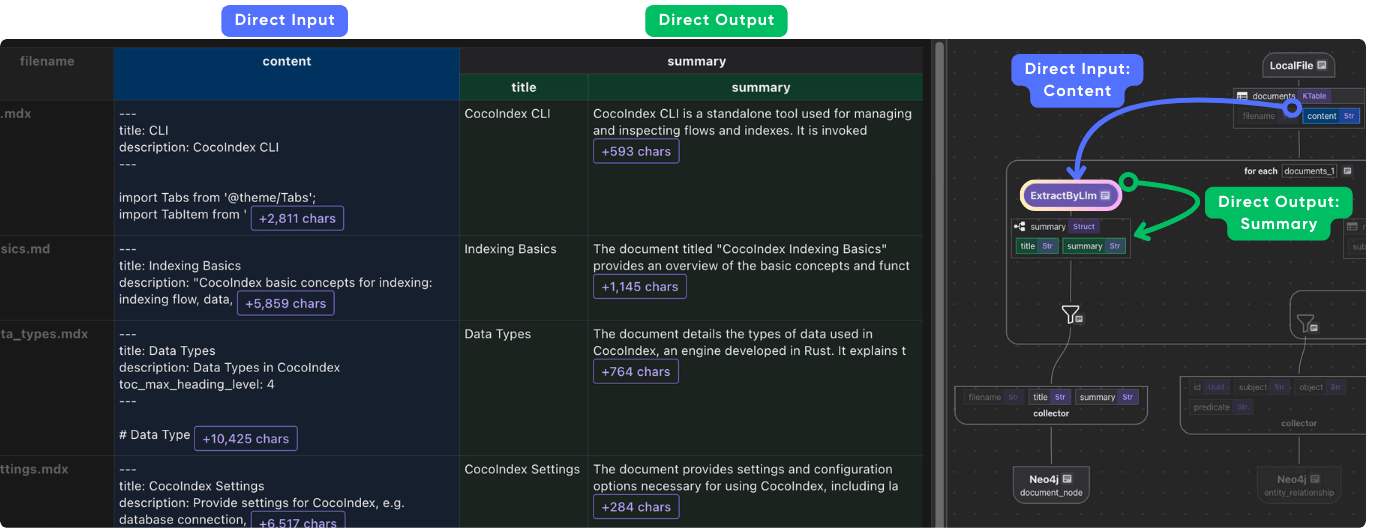 Direct Input
Direct Output
filename
content
summary
title
summary
.mdx
---
title: CLI
description: CocoIndex CLI
---
import Tabs from '@theme/Tabs';
import TabItem from '
+2,811 chars
CocoIndex CLI
CocoIndex CLI is a standalone tool used for managing
and inspecting flows and indexes. It is invoked
+593 chars
sics.md
---
title: Indexing Basics
description: "CocoIndex basic concepts for indexing:
indexing flow, data,
+5,859 chars
Indexing Basics
The document titled "CocoIndex Indexing Basics"
provides an overview of the basic concepts and funct
+1,145 chars
ta_types.mdx
---
title: Data Types
description: Data Types in CocoIndex
toc_max_heading_level: 4
---
# Data Type
+10,425 chars
Data Types
The document details the types of data used in
CocoIndex, an engine developed in Rust. It explains t
+764 chars
ttings.mdx
---
title: CocoIndex Settings
description: Provide settings for CocoIndex, e.g.
database connection,
+6,517 chars
CocoIndex Settings
The document provides settings and configuration
options necessary for using CocoIndex, including la
+284 chars
Direct Input:
Content
LocalFile
documents KTable
filename
content Str
for each documents_1
ExtractByLlm
Direct Output:
Summary
summary Struct
title Str summary Str
filename Str title Str summary Str
collector
id Uuid subject Str object Str
predicate Str
collector
Neo4j
document_node
Neo4j
entity_relationship